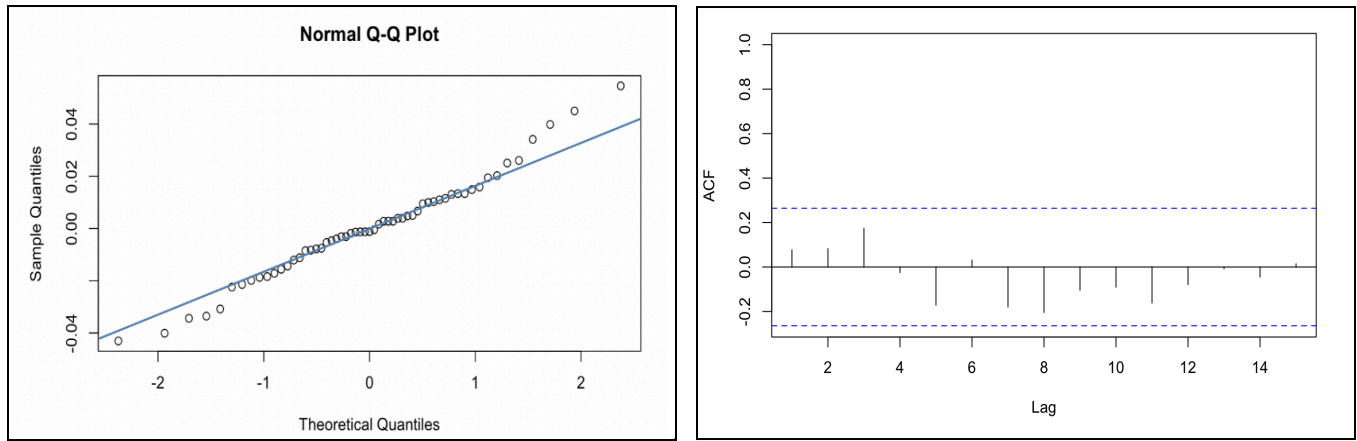 Normal Q-Q Plot
Sample Quantiles
0.04
0.02
0.00
-0.04
-2 -1 0 1 2
Theoretical Quantiles
ACF
1.0
0.8
0.6
0.4
0.2
0.0
-0.2
2 4 6 8 10 12 14
Lag